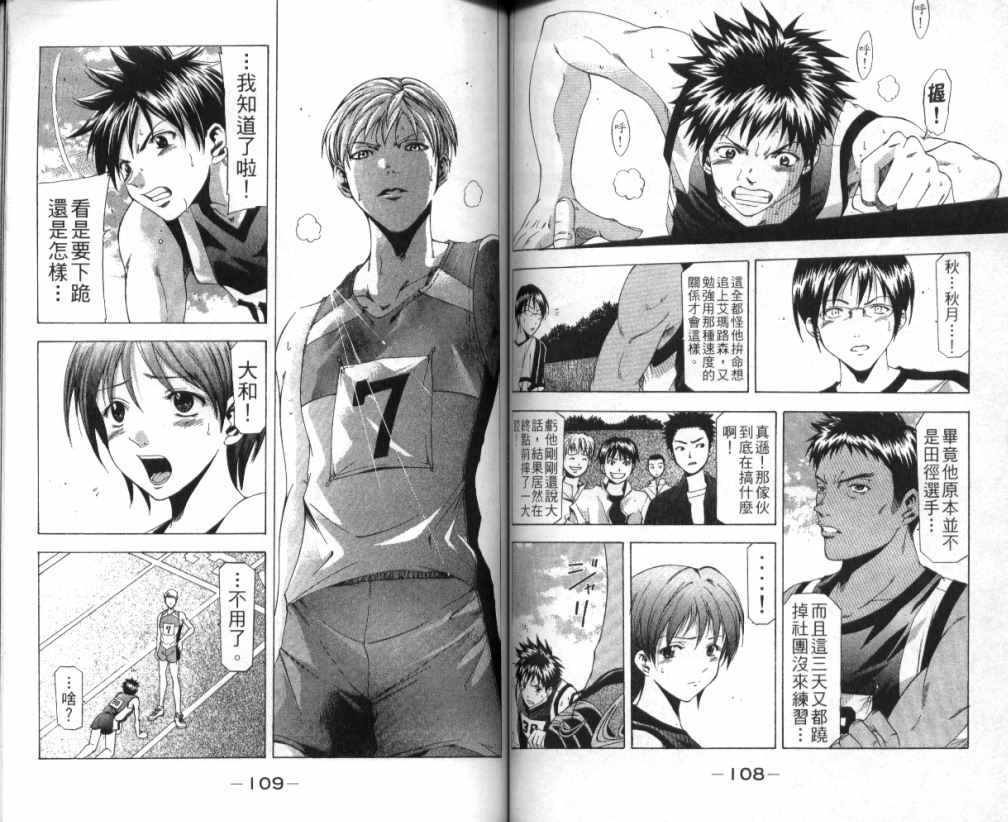 呼！
呼！
呼！
握！
秋…秋月…！
這全都怪他拚命想
追上艾瑪路森，又
勉強用那種速度的
關係才會這樣。
畢竟他原本並不
是田徑選手…
而且這三天又都蹺
掉社團沒來練習…
真遜！那傢伙
到底在搞什麼
啊！
虧他剛剛還說大
話，結果居然在
終點前摔了一大
跤！
…！
38
—108—
7
…我知道了啦！
看是要下跪
還是怎樣…
大和！
…不用了。
7
…啥？
—109—